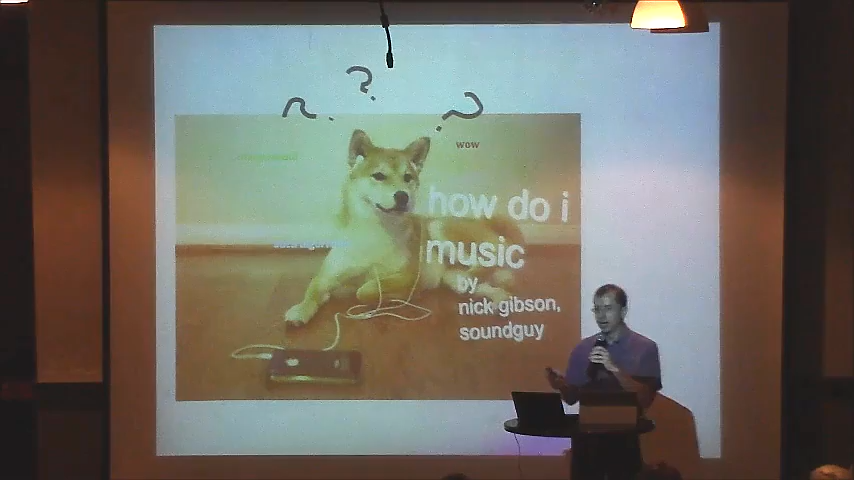 ? ? ?
wow
how do i
music
by
nick gibson,
soundguy